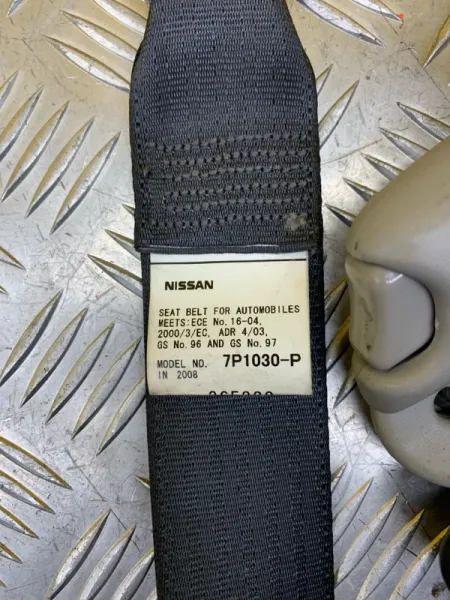 NISSAN
SEAT BELT FOR AUTOMOBILES
MEETS:ECE No.16-04,
2000/3/EC, ADR 4/03,
GS No.96 AND GS No.97
MODEL NO. 7P1030-P
IN 2008